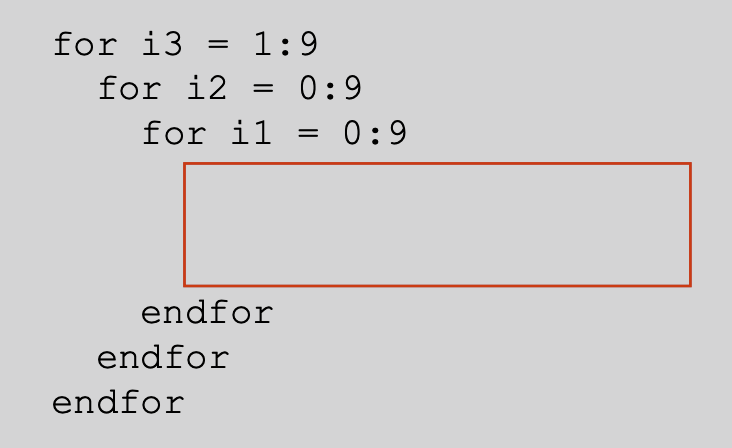 for i3 = 1:9
for i2 = 0:9
for i1 = 0:9
endfor
endfor
endfor